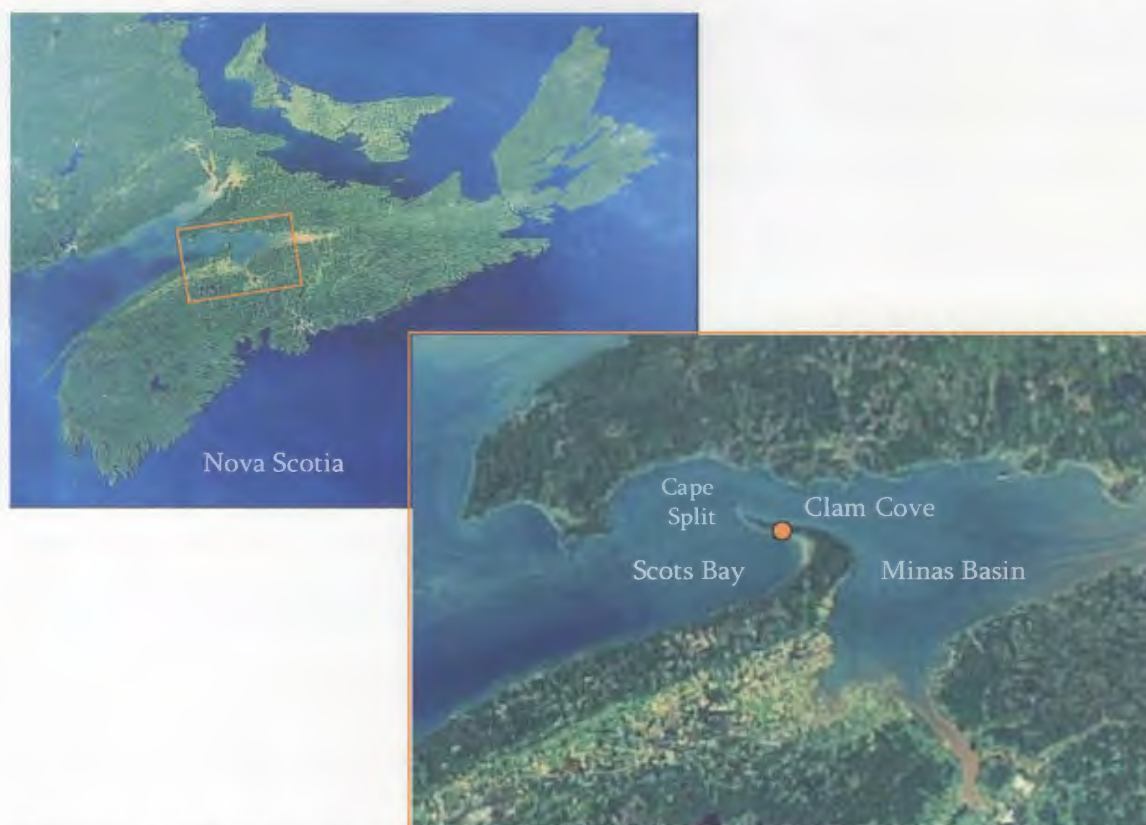 Nova Scotia
Cape
Split
Clam Cove
Scots Bay
Minas Basin